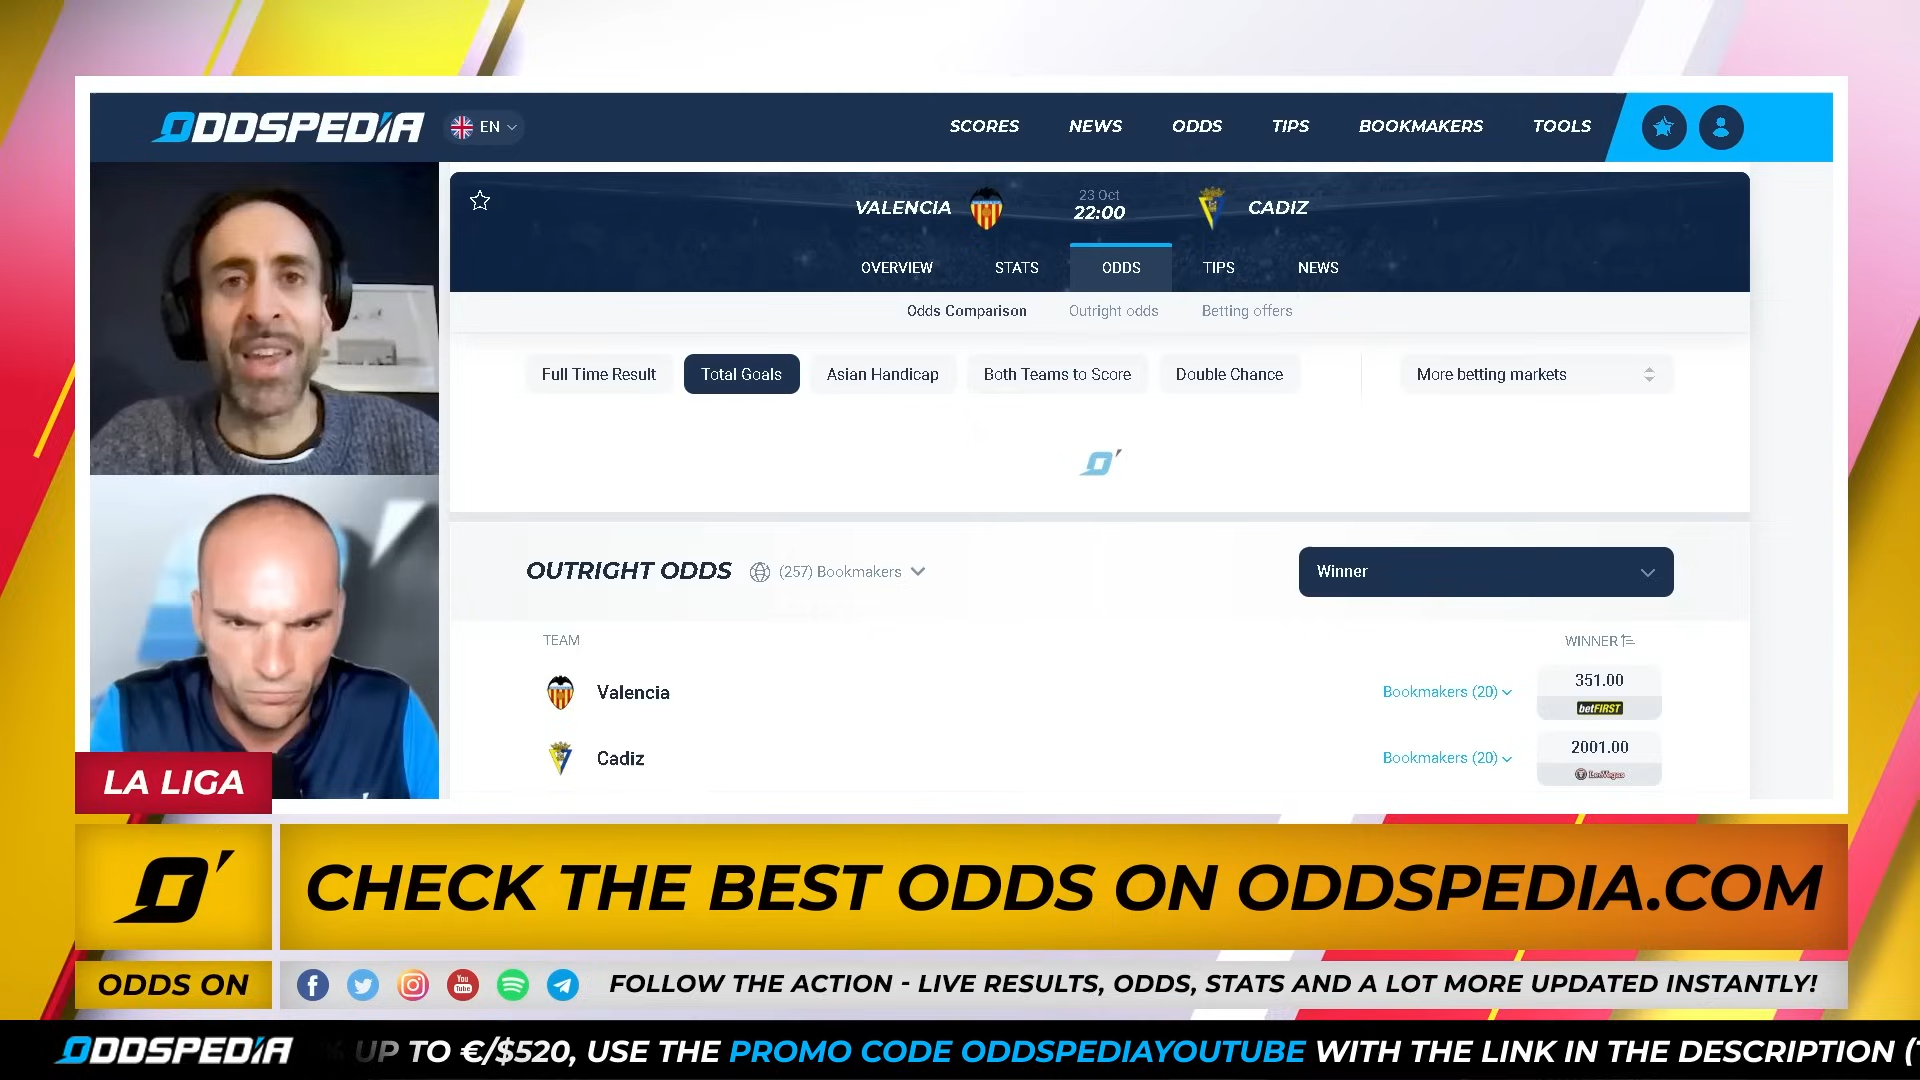 ODDSPEDIA
EN
SCORES
NEWS
ODDS
TIPS
BOOKMAKERS
TOOLS
VALENCIA
23 Oct
22:00
CADIZ
OVERVIEW
STATS
ODDS
TIPS
NEWS
Odds Comparison
Outright odds
Betting offers
Full Time Result
Total Goals
Asian Handicap
Both Teams to Score
Double Chance
More betting markets
OUTRIGHT ODDS
(257) Bookmakers
Winner
TEAM
WINNER
Valencia
Bookmakers (20)
351.00
betFIRST
Cadiz
Bookmakers (20)
2001.00
LeoVegas
LA LIGA
CHECK THE BEST ODDS ON ODDSPEDIA.COM
ODDS ON
You
Tube
FOLLOW THE ACTION - LIVE RESULTS, ODDS, STATS AND A LOT MORE UPDATED INSTANTLY!
ODDSPEDIA
UP TO €/$520, USE THE PROMO CODE ODDSPEDIAYOUTUBE WITH THE LINK IN THE DESCRIPTION (